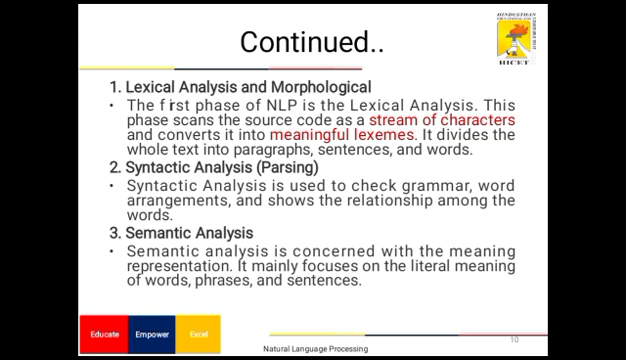 Continued..
HINDUSTHAN
HICET
1. Lexical Analysis and Morphological
• The first phase of NLP is the Lexical Analysis. This
phase scans the source code as a stream of characters
and converts it into meaningful lexemes. It divides the
whole text into paragraphs, sentences, and words.
2. Syntactic Analysis (Parsing)
• Syntactic Analysis is used to check grammar, word
arrangements, and shows the relationship among the
words.
3. Semantic Analysis
• Semantic analysis is concerned with the meaning
representation. It mainly focuses on the literal meaning
of words, phrases, and sentences.
Educate Empower Excel
Natural Language Processing
10